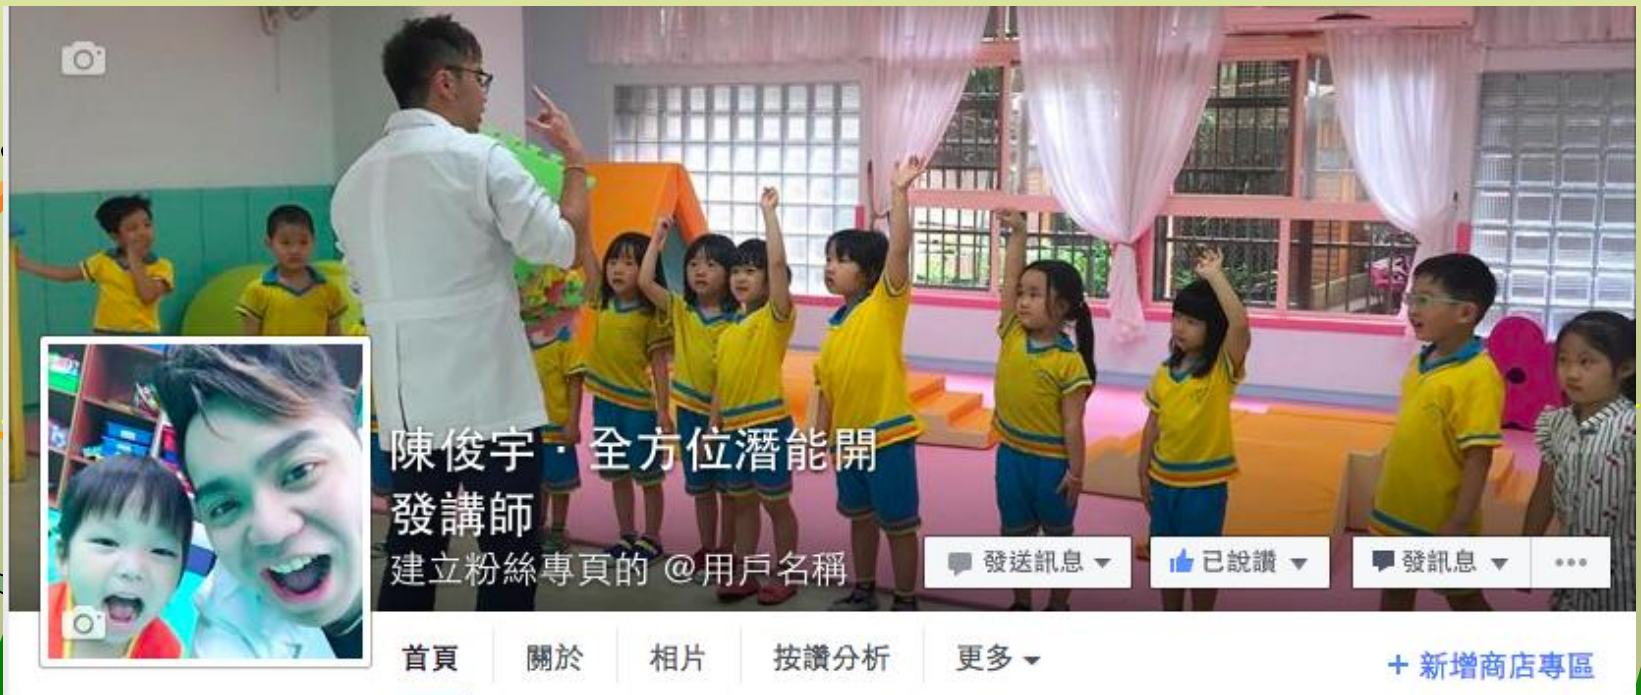 陳俊宇·全方位潛能開
發講師
建立粉絲專頁的 @用戶名稱
發送訊息
已說讚
發訊息
首頁
關於
相片
按讚分析
更多
+ 新增商店專區